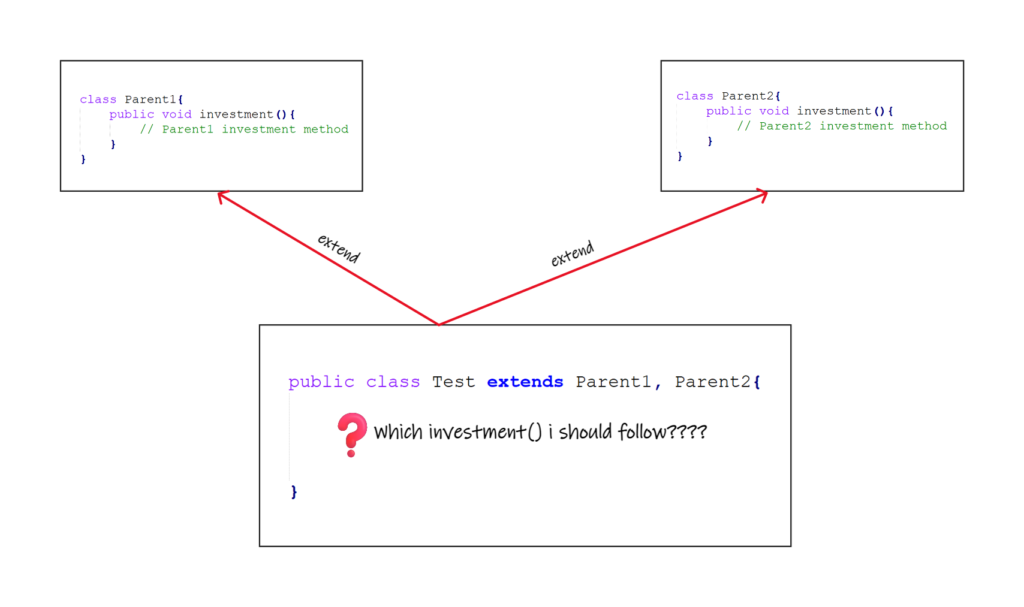 class Parent1{
public void investment(){
// Parent1 investment method
}
}
class Parent2{
public void investment(){
// Parent2 investment method
}
}
extend
extend
public class Test extends Parent1, Parent2{
❓ Which investment() i should follow????
}